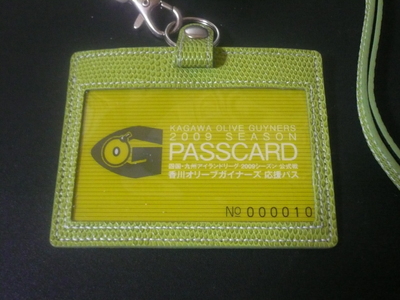 KAGAWA OLIVE GUYNERS
2009 SEASON
PASSCARD
四国・九州アイランドリーグ 2009シーズン 公式戦
香川オリーブガイナーズ 応援パス
No 000010